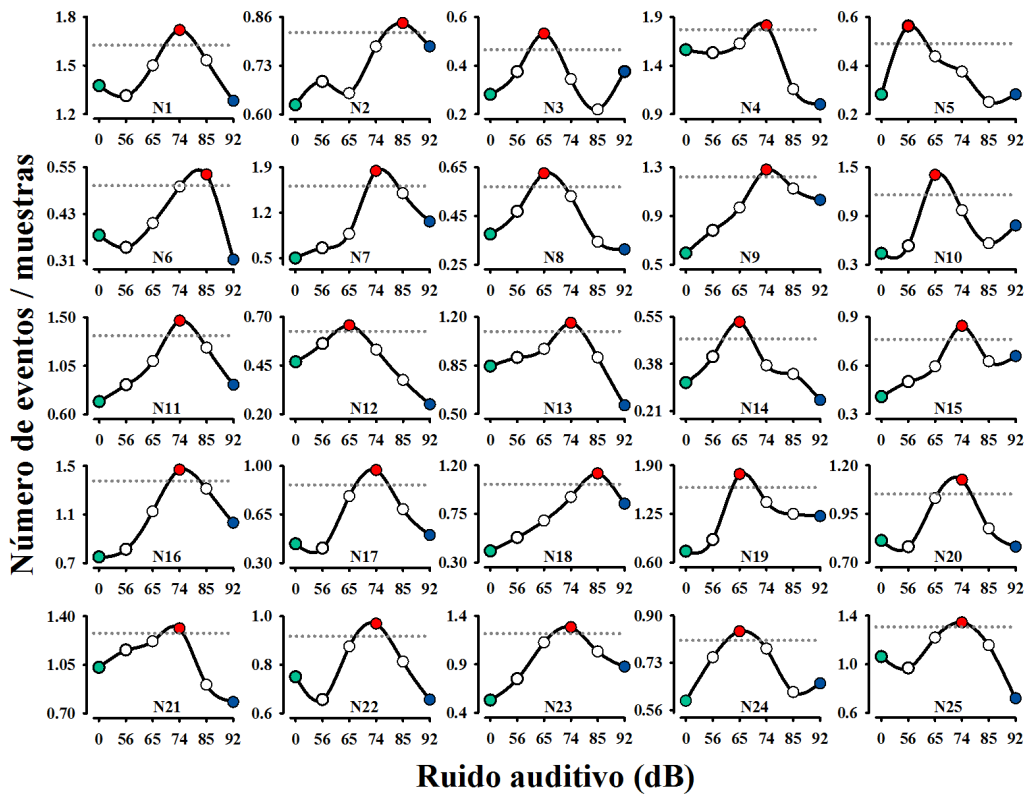 Número de eventos / muestras
1.8 0.86 0.6 1.9 0.6
1.5 0.73 0.4 1.4 0.4
1.2 0.60 0.2 0.9 0.2
N1 N2 N3 N4 N5
0 56 65 74 85 92 0 56 65 74 85 92 0 56 65 74 85 92 0 56 65 74 85 92 0 56 65 74 85 92
0.55 1.9 0.65 1.3 1.5
0.43 1.2 0.45 0.9 0.9
0.31 0.5 0.25 0.5 0.3
N6 N7 N8 N9 N10
0 56 65 74 85 92 0 56 65 74 85 92 0 56 65 74 85 92 0 56 65 74 85 92 0 56 65 74 85 92
1.50 0.70 1.20 0.55 0.9
1.05 0.45 0.85 0.38 0.6
0.60 0.20 0.50 0.21 0.3
N11 N12 N13 N14 N15
0 56 65 74 85 92 0 56 65 74 85 92 0 56 65 74 85 92 0 56 65 74 85 92 0 56 65 74 85 92
1.5 1.00 1.20 1.90 1.20
1.1 0.65 0.75 1.25 0.95
0.7 0.30 0.30 0.60 0.70
N16 N17 N18 N19 N20
0 56 65 74 85 92 0 56 65 74 85 92 0 56 65 74 85 92 0 56 65 74 85 92 0 56 65 74 85 92
1.40 1.0 1.4 0.90 1.4
1.05 0.8 0.9 0.73 1.0
0.70 0.6 0.4 0.56 0.6
N21 N22 N23 N24 N25
0 56 65 74 85 92 0 56 65 74 85 92 0 56 65 74 85 92 0 56 65 74 85 92 0 56 65 74 85 92
Ruido auditivo (dB)